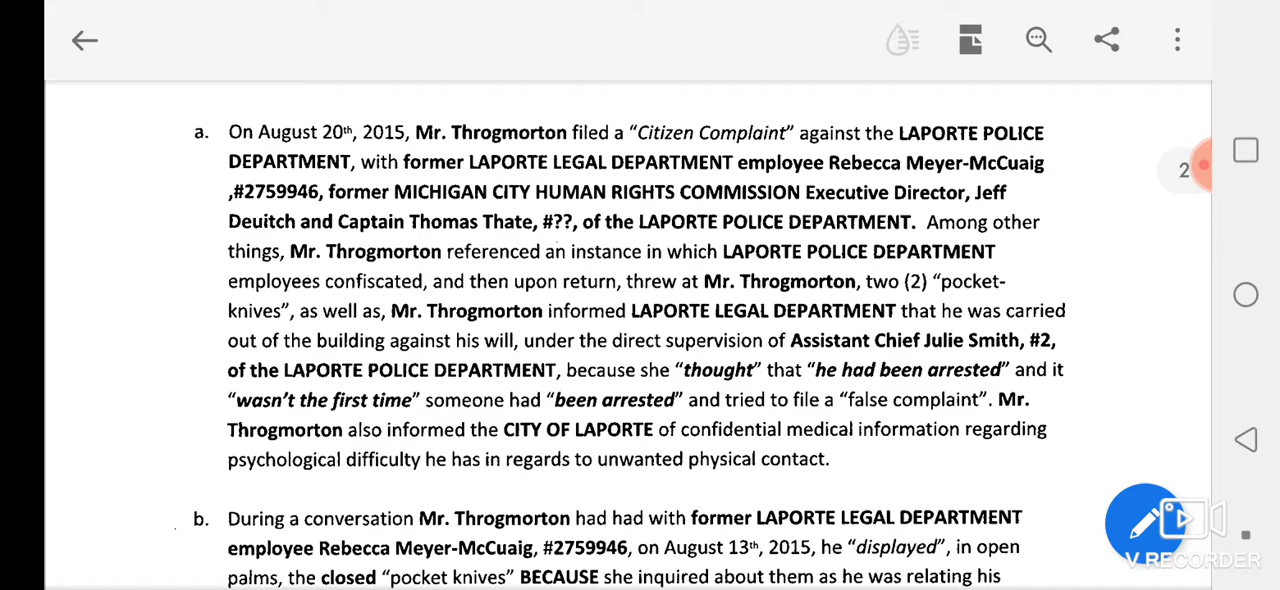 a. On August 20th, 2015, Mr. Throgmorton filed a “Citizen Complaint” against the LAPORTE POLICE
DEPARTMENT, with former LAPORTE LEGAL DEPARTMENT employee Rebecca Meyer-McCuaig
,#2759946, former MICHIGAN CITY HUMAN RIGHTS COMMISSION Executive Director, Jeff
Deuitch and Captain Thomas Thate, #??, of the LAPORTE POLICE DEPARTMENT. Among other
things, Mr. Throgmorton referenced an instance in which LAPORTE POLICE DEPARTMENT
employees confiscated, and then upon return, threw at Mr. Throgmorton, two (2) “pocket-
knives”, as well as, Mr. Throgmorton informed LAPORTE LEGAL DEPARTMENT that he was carried
out of the building against his will, under the direct supervision of Assistant Chief Julie Smith, #2,
of the LAPORTE POLICE DEPARTMENT, because she “thought” that “he had been arrested” and it
“wasn’t the first time” someone had “been arrested” and tried to file a “false complaint”. Mr.
Throgmorton also informed the CITY OF LAPORTE of confidential medical information regarding
psychological difficulty he has in regards to unwanted physical contact.
b. During a conversation Mr. Throgmorton had had with former LAPORTE LEGAL DEPARTMENT
employee Rebecca Meyer-McCuaig, #2759946, on August 13th, 2015, he “displayed”, in open
palms, the closed “pocket knives” BECAUSE she inquired about them as he was relating his
2
V RECORDER